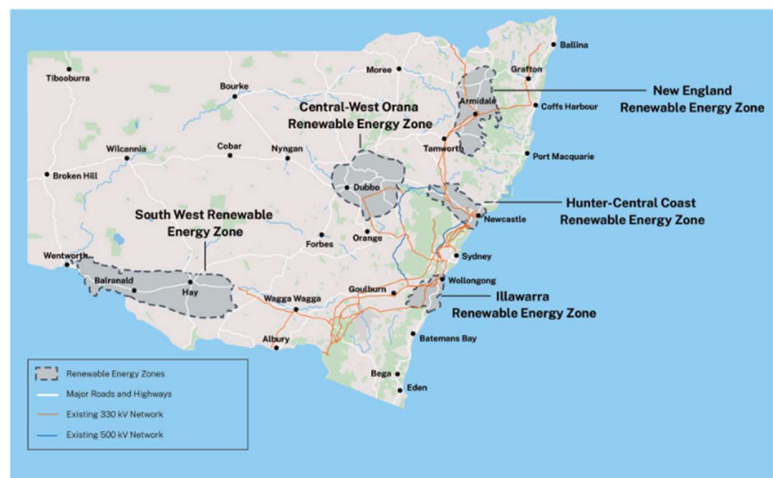 Ballina
Tibooburra
Moree
Grafton
Bourke
New England
Renewable Energy Zone
Central-West Orana
Renewable Energy Zone
Armidale
Coffs Harbour
Tamworth
Wilcannia
Cobar
Nyngan
Port Macquarie
Broken Hill
Dubbo
Hunter-Central Coast
Renewable Energy Zone
Newcastle
South West Renewable
Energy Zone
Forbes
Orange
Sydney
Wentworth
Balranald
Hay
Goulburn
Wollongong
Wagga Wagga
Illawarra
Renewable Energy Zone
Albury
Batemans Bay
Bega
Eden
Renewable Energy Zones
Major Roads and Highways
Existing 330 kV Network
Existing 500 kV Network